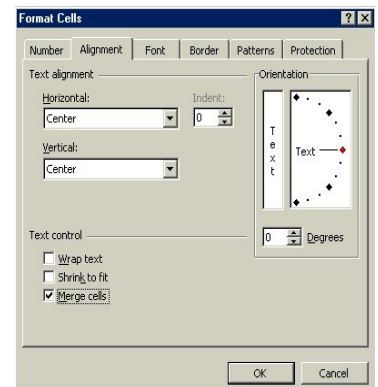 Format Cells
Number Alignment Font Border Patterns Protection
Text alignment
Horizontal:
Center
Indent:
0
Vertical:
Center
Orientation
Text
Text
0 Degrees
Text control
Wrap text
Shrink to fit
Merge cells
OK Cancel